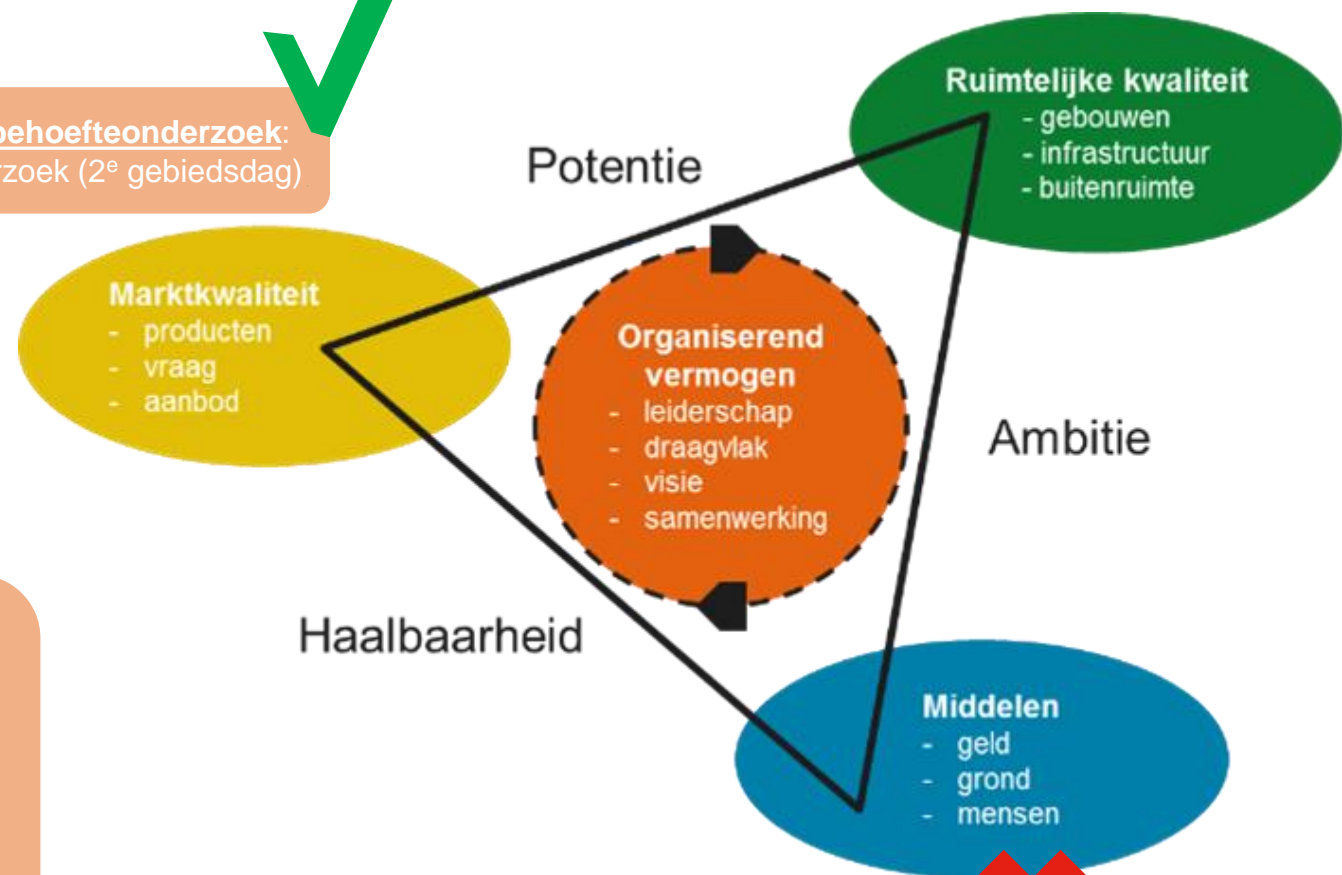 behoefteonderzoek:
rzoek (2e gebiedsdag)
Potentie
Ruimtelijke kwaliteit
- gebouwen
- infrastructuur
- buitenruimte
Marktkwaliteit
- producten
- vraag
- aanbod
Organiserend
vermogen
- leiderschap
- draagvlak
- visie
- samenwerking
Ambitie
Haalbaarheid
Middelen
- geld
- grond
- mensen